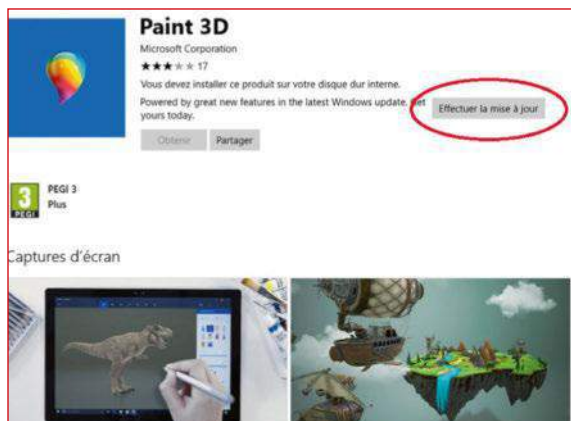 Paint 3D
Microsoft Corporation
17
Vous devez installer ce produit sur votre disque dur interne.
Powered by great new features in the latest Windows update. Get
yours today.
Effectuer la mise à jour
Obtenir
Partager
3
PEGI
PEGI 3
Plus
Captures d'écran